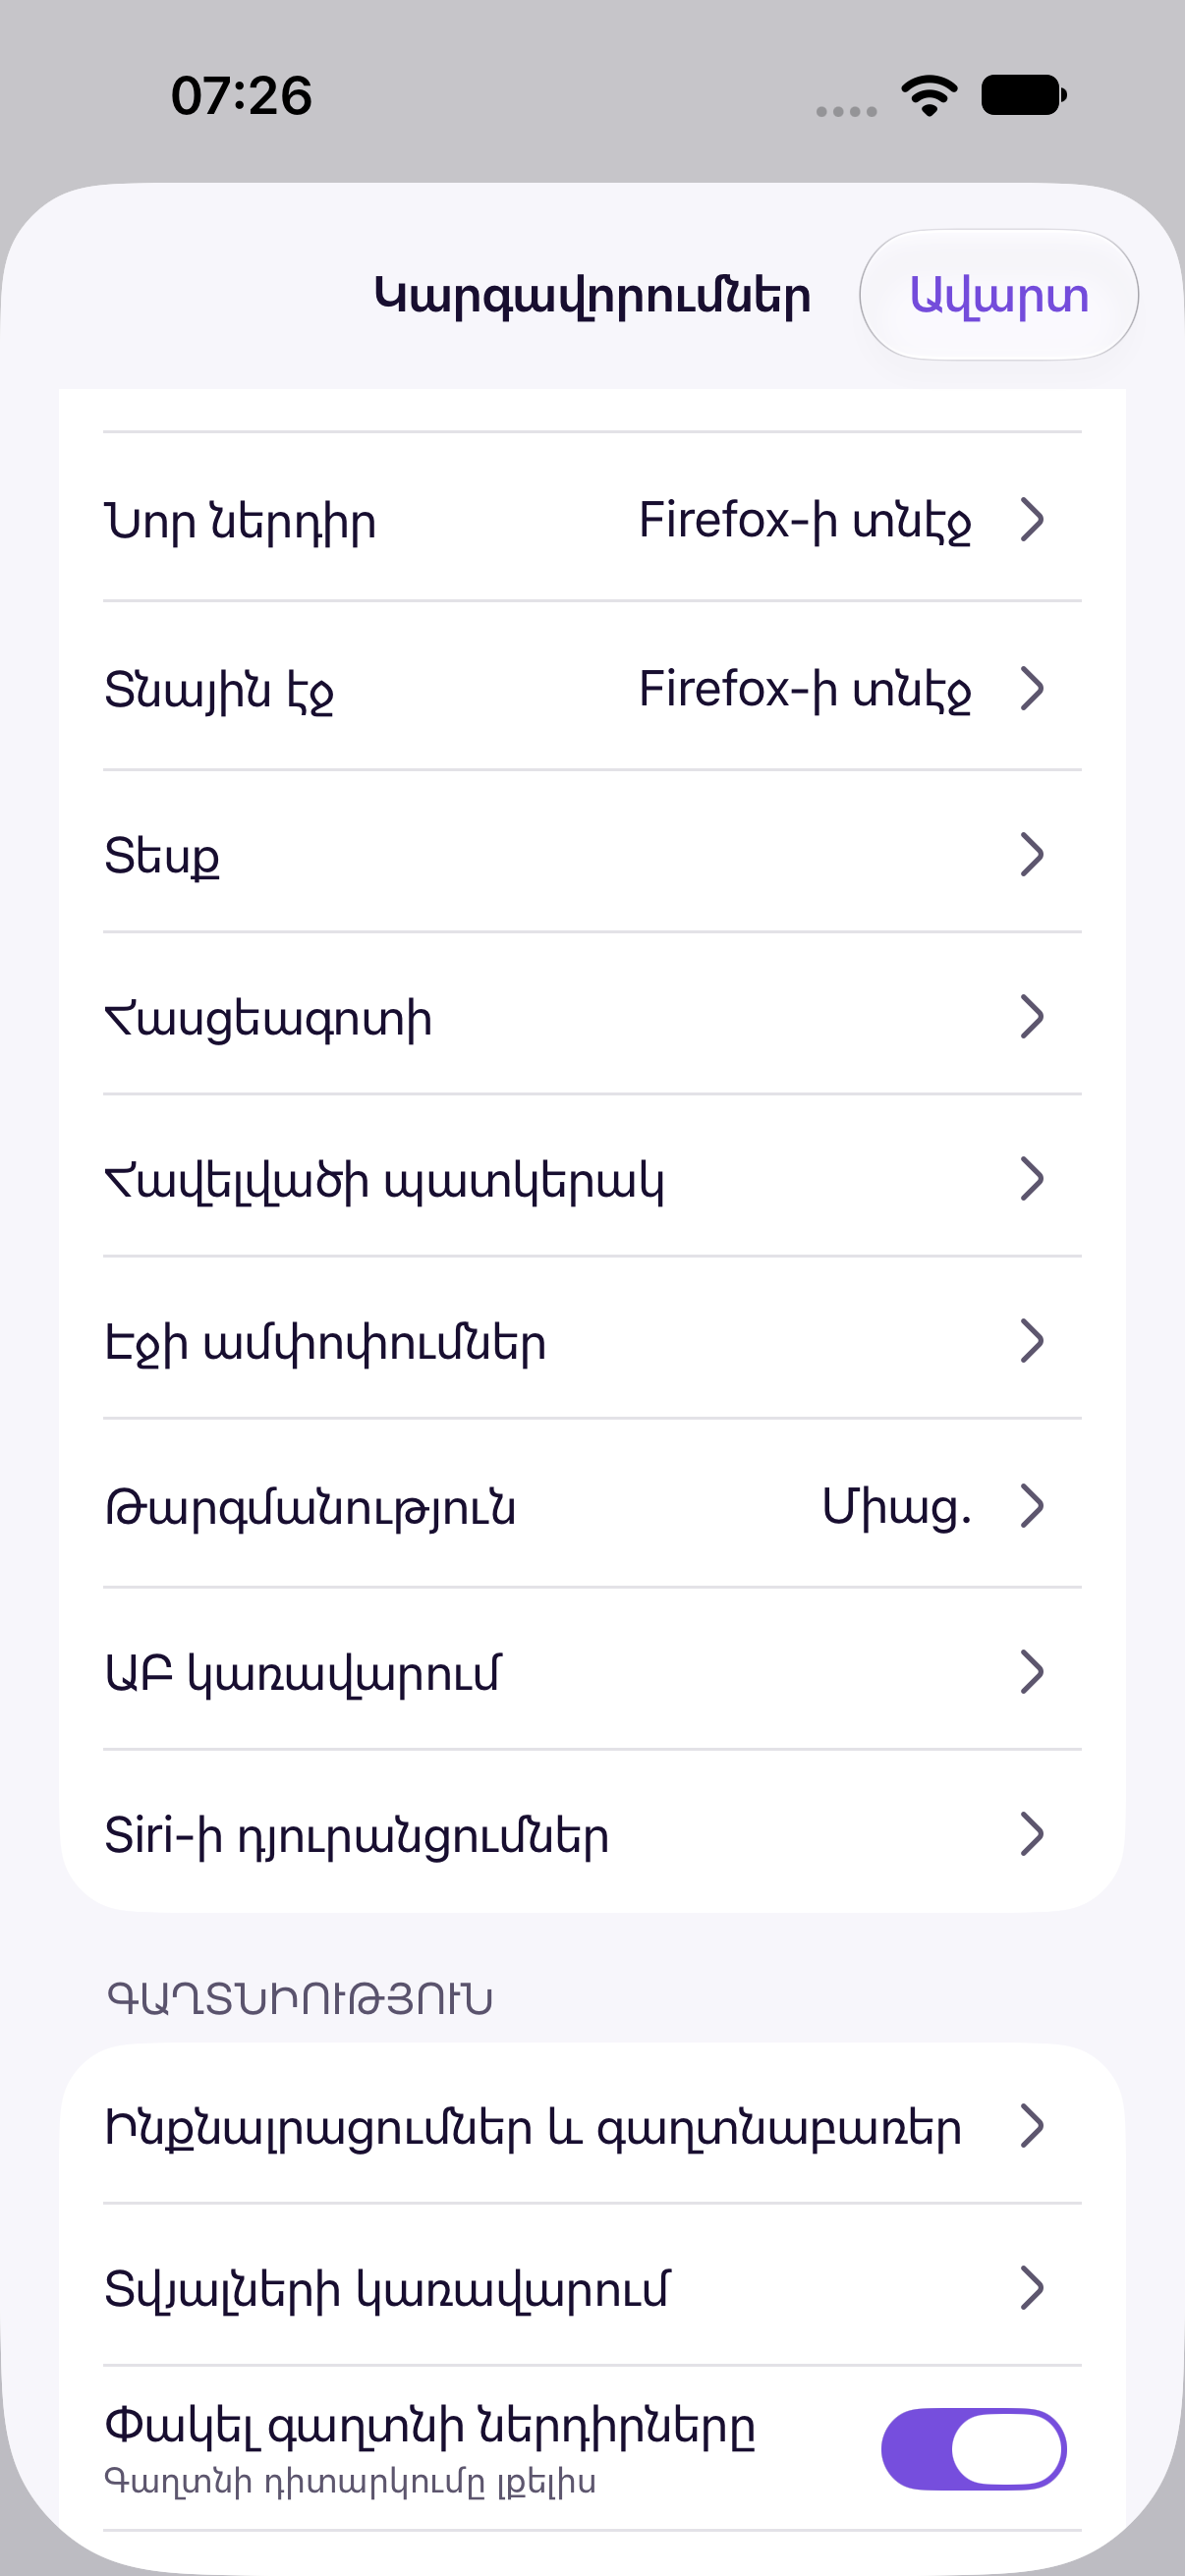 07:26
Կարգավորումներ
Ավարտ
Նոր ներդիր Firefox-ի տնէջ
Տնային էջ Firefox-ի տնէջ
Տեսք
Հասցեագոտի
Հավելվածի պատկերակ
Էջի ամփոփումներ
Թարգմանություն Միաց.
ԱԲ կառավարում
Siri-ի դյուրանցումներ
ԳԱՂՏՆԻՈՒԹՅՈՒՆ
Ինքնալրացումներ և գաղտնաբառեր
Տվյալների կառավարում
Փակել գաղտնի ներդիրները
Գաղտնի դիտարկումը լքելիս